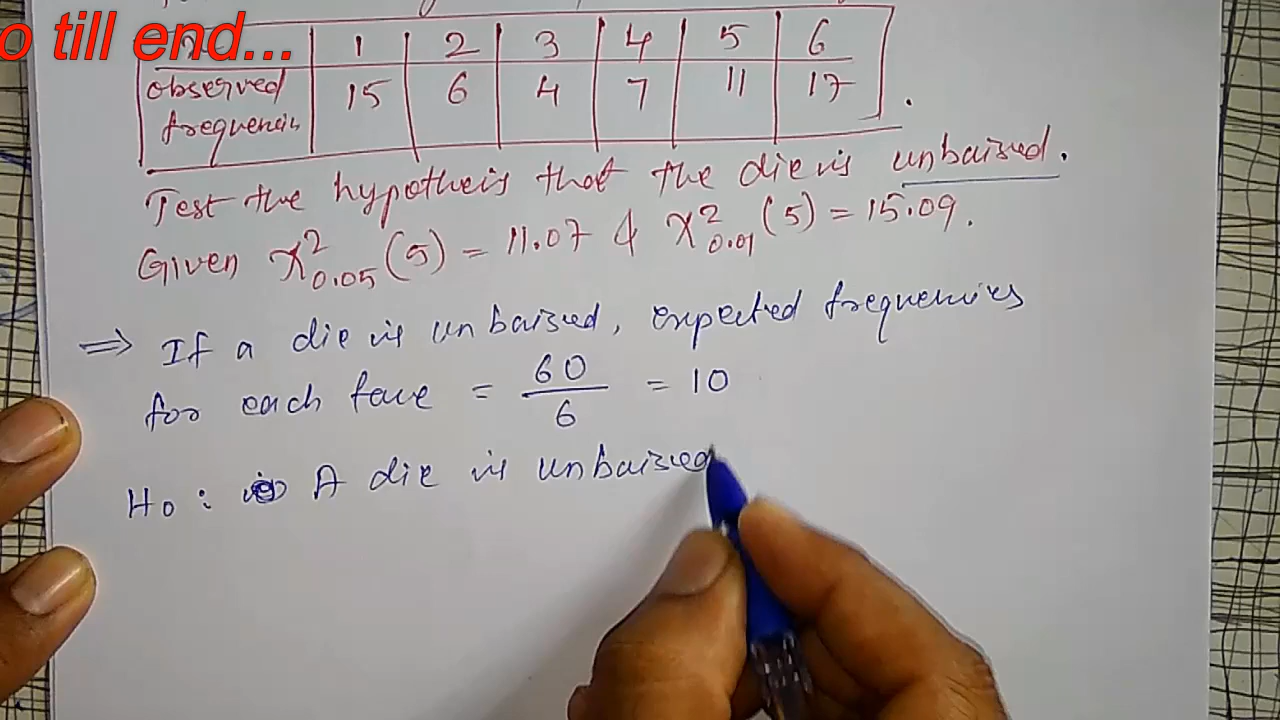 o till end...
1 2 3 4 5 6
observed frequencis 15 6 4 7 11 17 .
Test the hypotheis that the die is unbaised.
Given χ²0.05(5) = 11.07 & χ²0.01(5) = 15.09.
⇒ If a die is unbaised, expected frequencies
for each face = 60/6 = 10
H0 : A die is unbaised